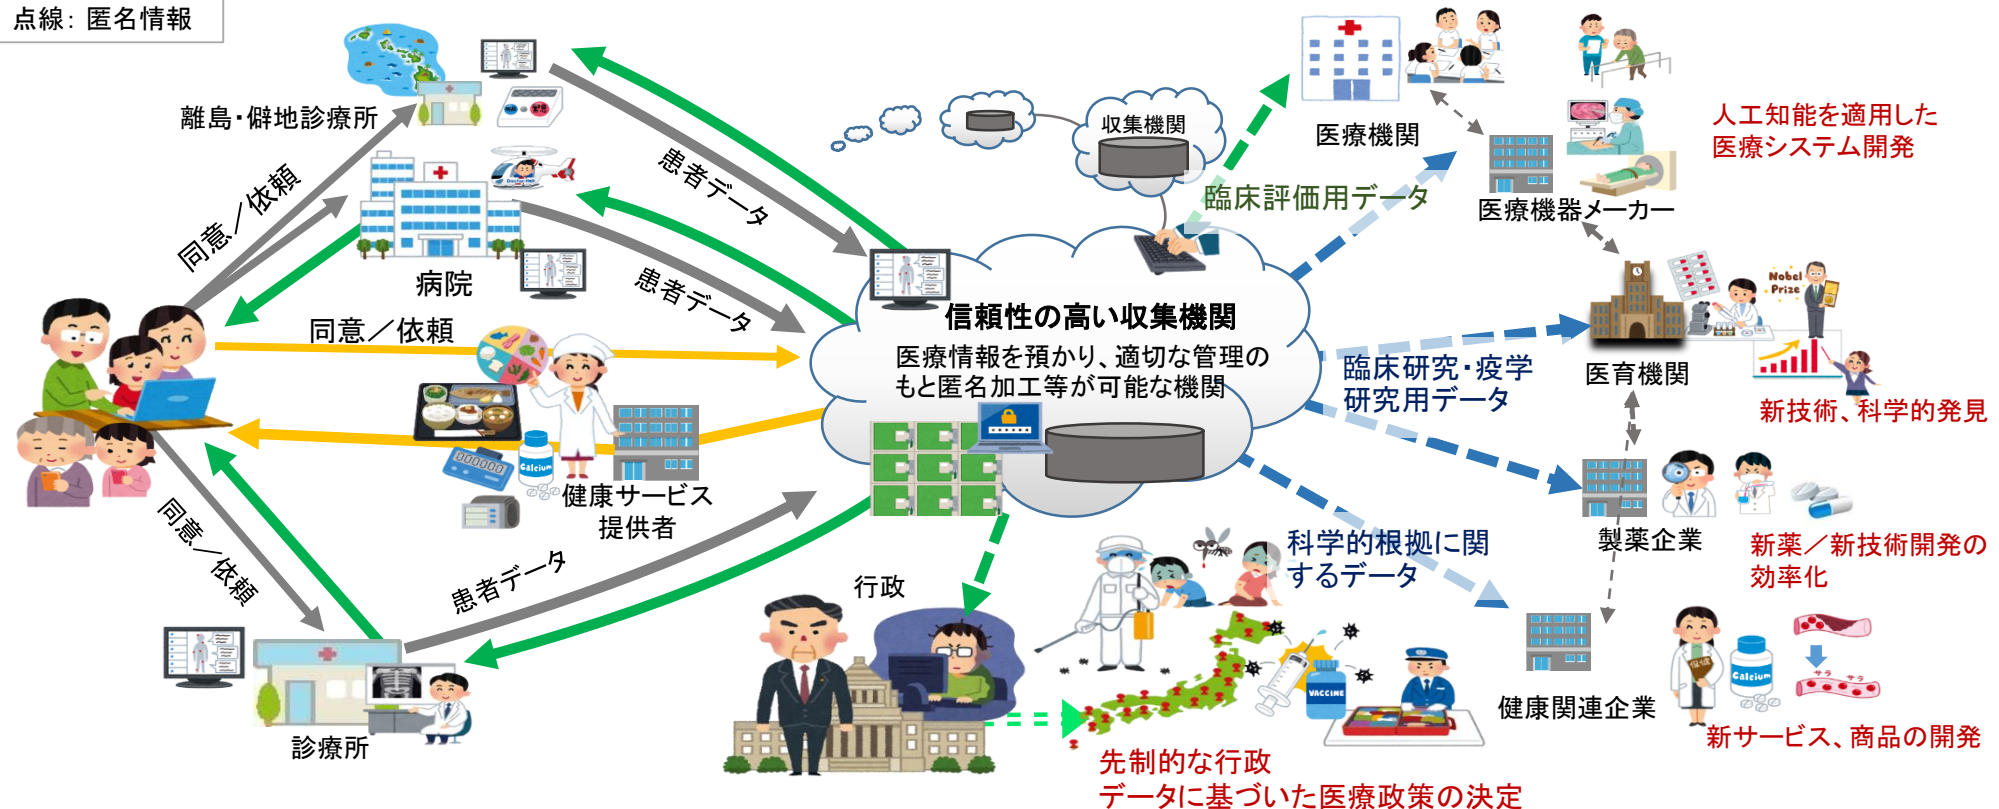 点線: 匿名情報
離島・僻地診療所
同意／依頼
患者データ
病院
患者データ
同意／依頼
健康サービス
提供者
同意／依頼
患者データ
診療所
収集機関
信頼性の高い収集機関
医療情報を預かり、適切な管理の
もと匿名加工等が可能な機関
臨床評価用データ
医療機関
人工知能を適用した
医療システム開発
医療機器メーカー
Nobel
Prize
臨床研究・疫学
研究用データ
医育機関
新技術、科学的発見
製薬企業
新薬／新技術開発の
効率化
科学的根拠に関
するデータ
行政
VACCINE
先制的な行政
データに基づいた医療政策の決定
健康関連企業
保健
Calcium
サラ サラ
新サービス、商品の開発
Calcium